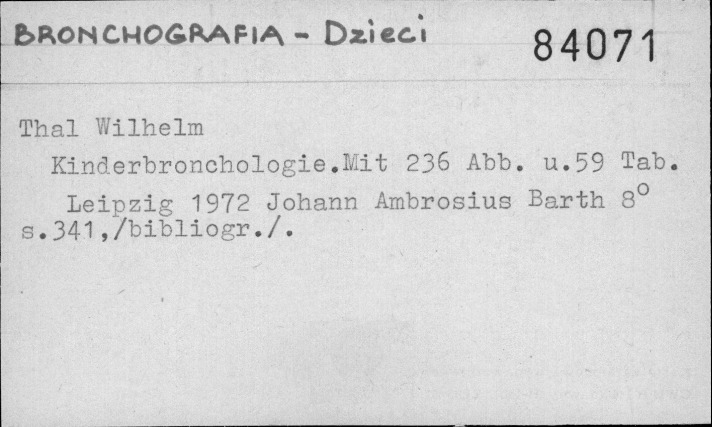 BRONCHOGRAFIA - Dzieci
84071
Thal Wilhelm
Kinderbronchologie.Mit 236 Abb. u.59 Tab.
Leipzig 1972 Johann Ambrosius Barth 8°
s.341,/bibliogr./.